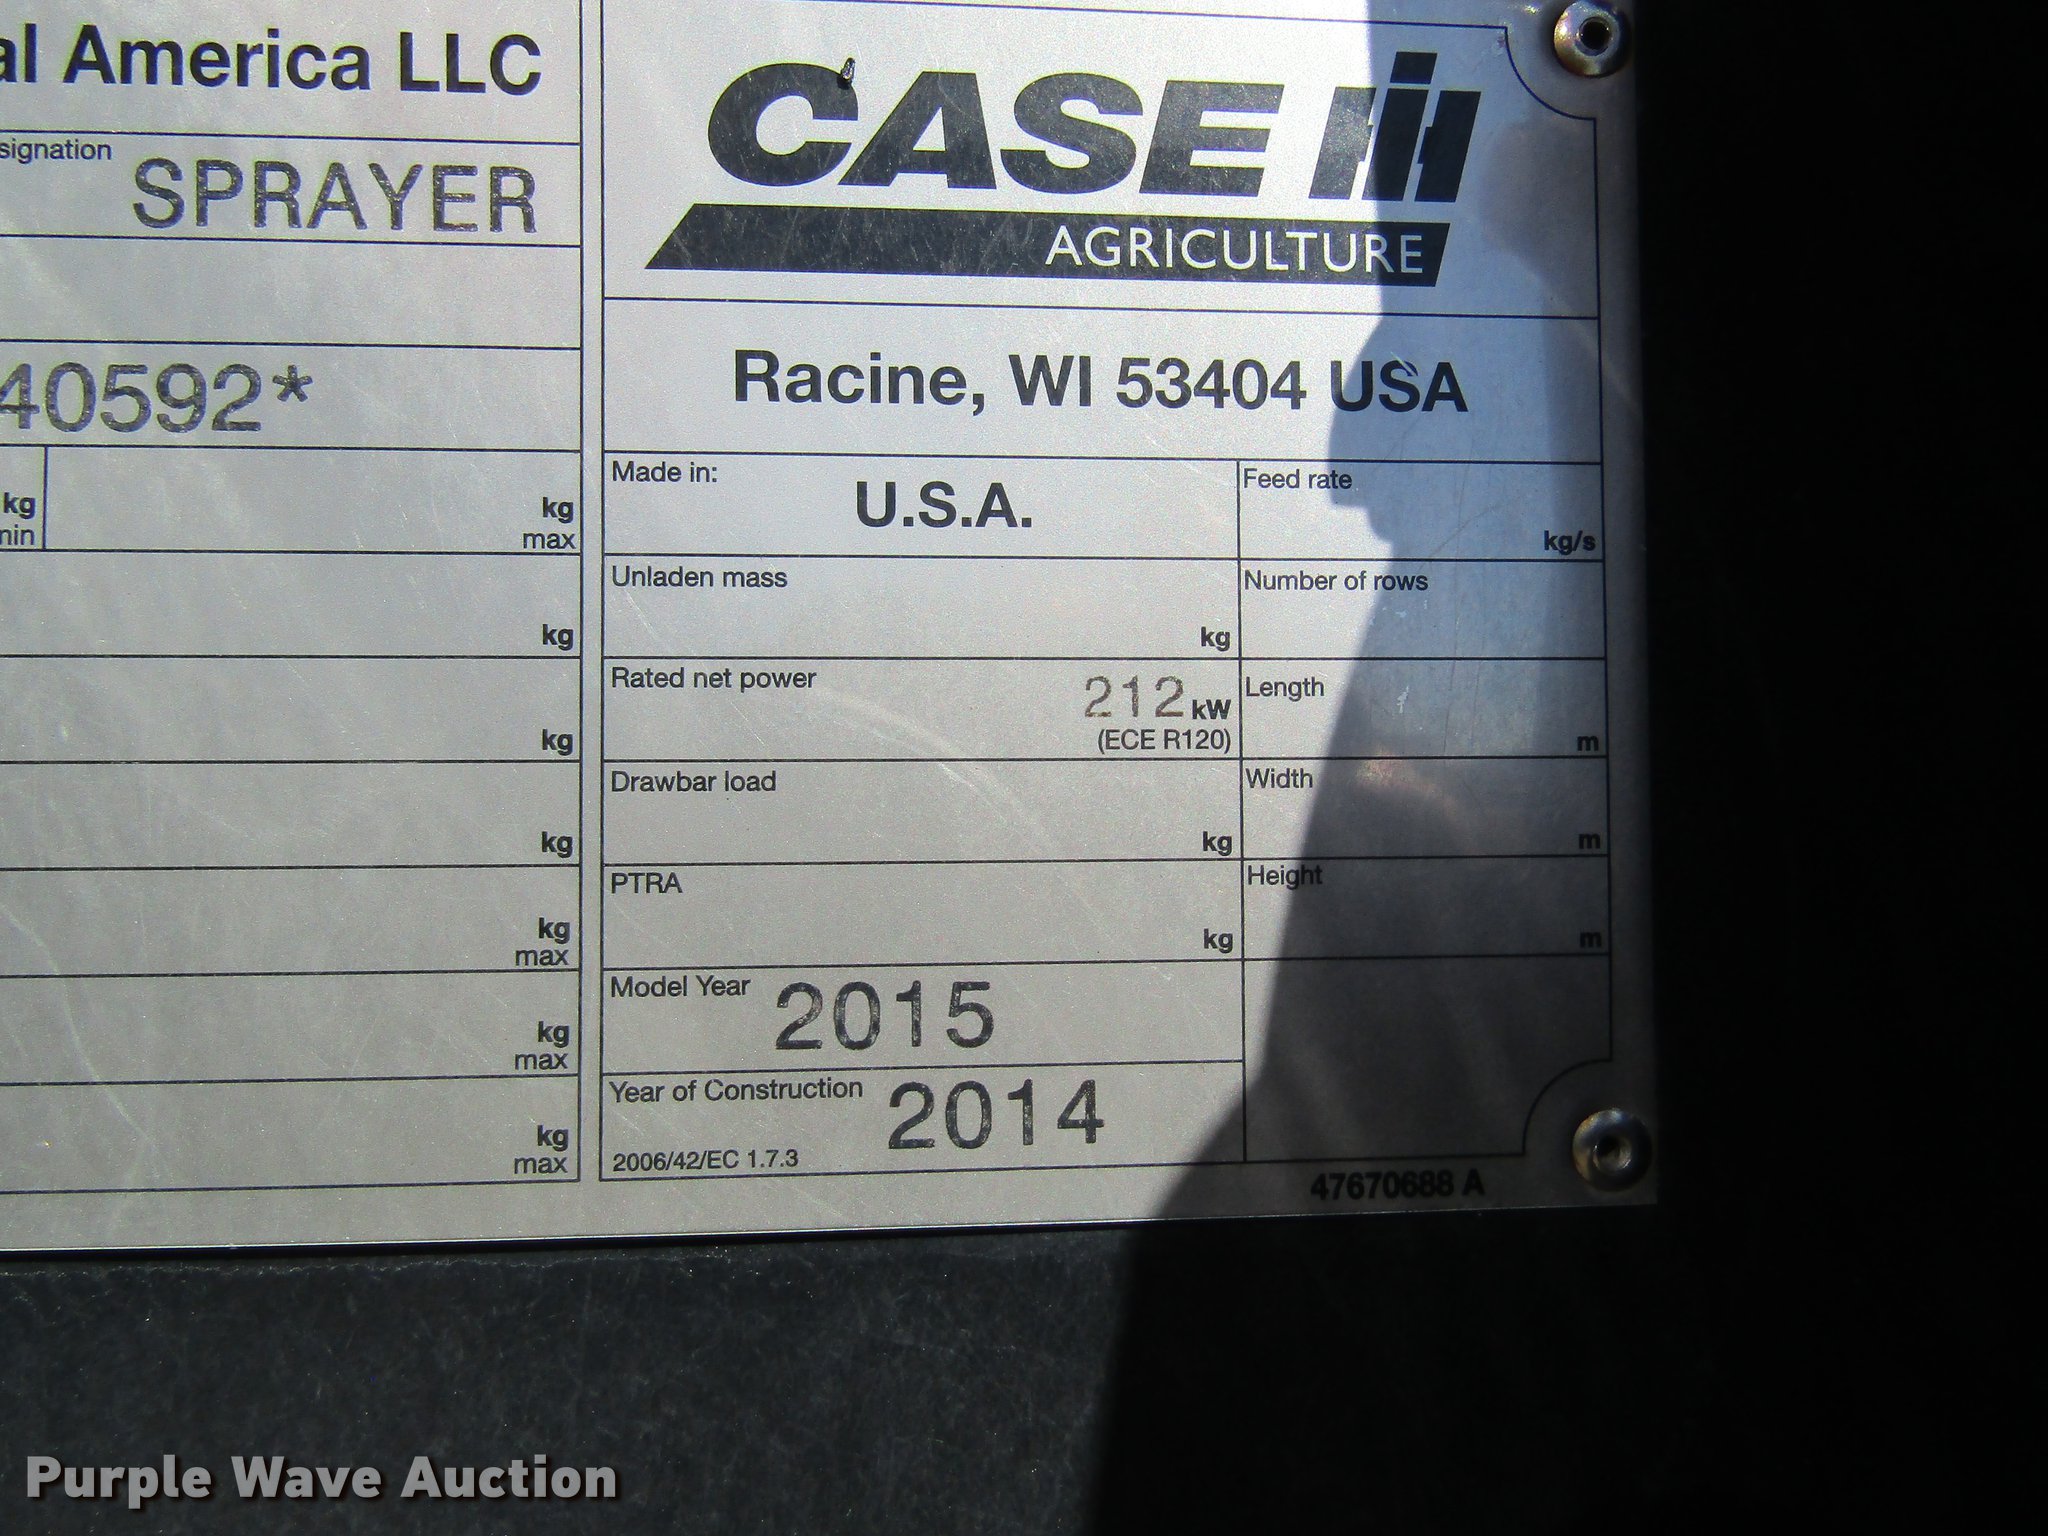 al America LLC
signation
SPRAYER
40592*
kg
min
kg
max
kg
kg
kg
kg
max
kg
max
kg
max
CASE IH
AGRICULTURE
Racine, WI 53404 USA
Made in:
U.S.A.
Feed rate
kg/s
Unladen mass
kg
Number of rows
Rated net power
212 kW
(ECE R120)
Length
m
Drawbar load
kg
Width
m
PTRA
kg
Height
m
Model Year 2015
Year of Construction 2014
2006/42/EC 1.7.3
47670688 A
Purple Wave Auction